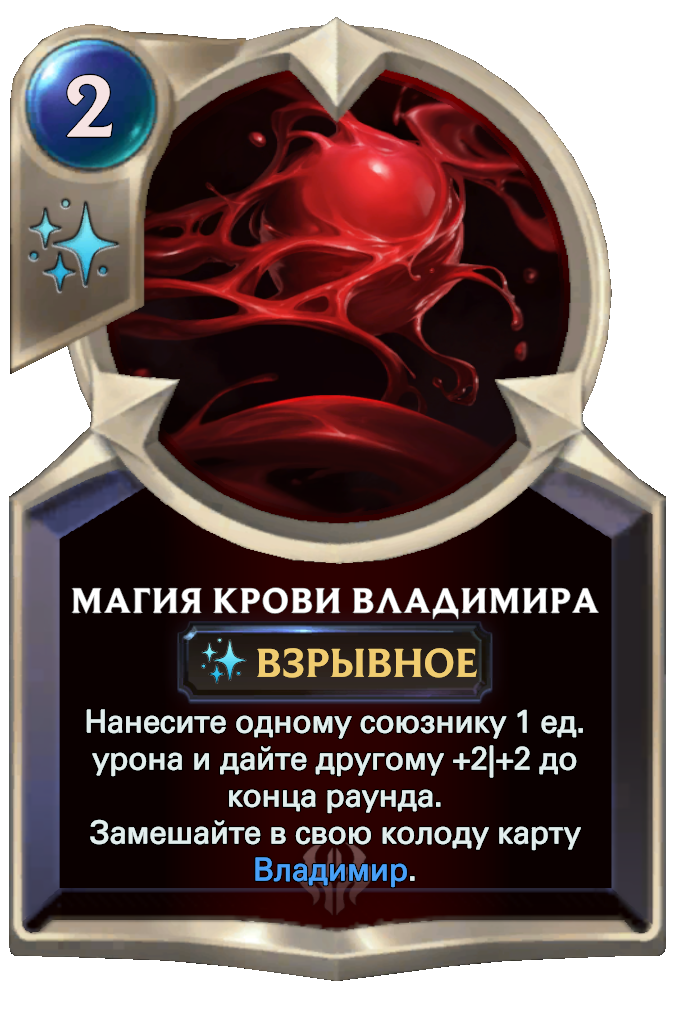 2
МАГИЯ КРОВИ ВЛАДИМИРА
ВЗРЫВНОЕ
Нанесите одному союзнику 1 ед.
урона и дайте другому +2|+2 до
конца раунда.
Замешайте в свою колоду карту
Владимир.